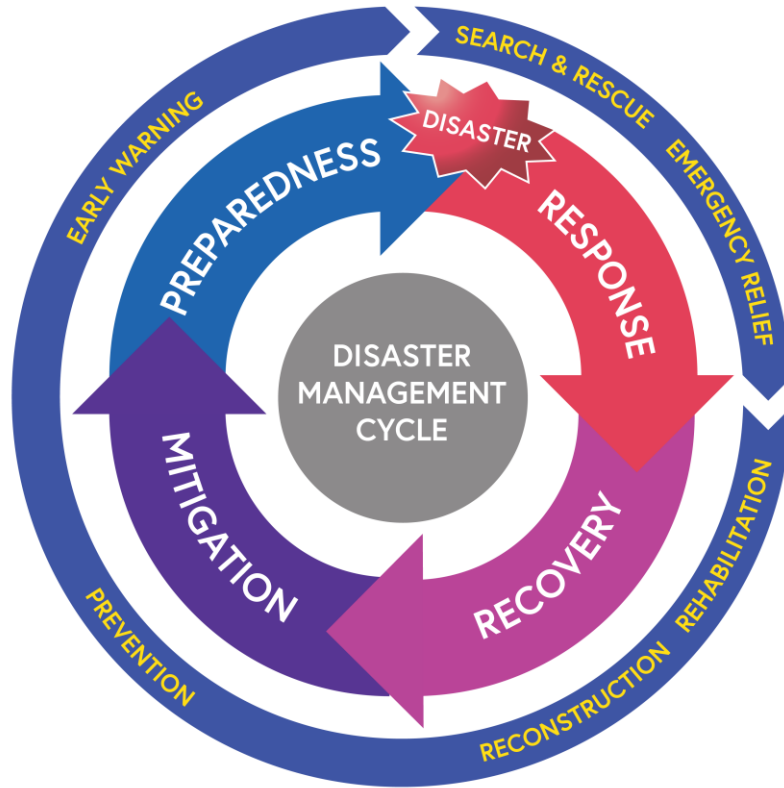 SEARCH & RESCUE
EMERGENCY RELIEF
EARLY WARNING
DISASTER
PREPAREDNESS
RESPONSE
DISASTER
MANAGEMENT
CYCLE
MITIGATION
RECOVERY
REHABILITATION
PREVENTION
RECONSTRUCTION